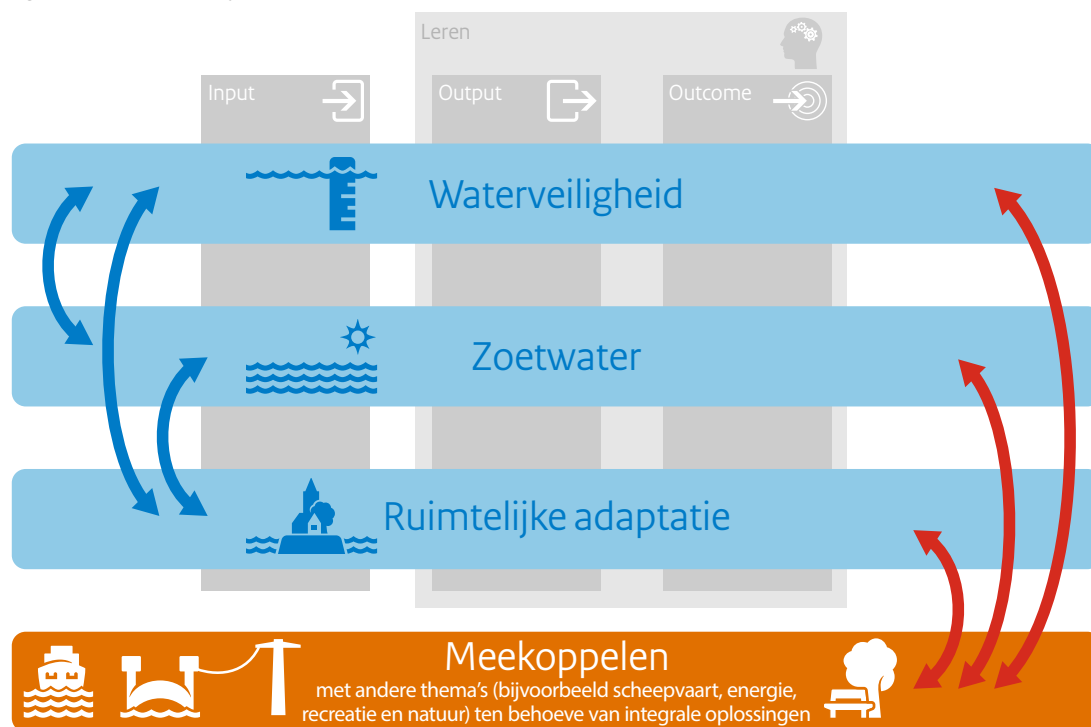 Leren
Input
Output
Outcome
Waterveiligheid
Zoetwater
Ruimtelijke adaptatie
Meekoppelen
met andere thema's (bijvoorbeeld scheepvaart, energie,
recreatie en natuur) ten behoeve van integrale oplossingen